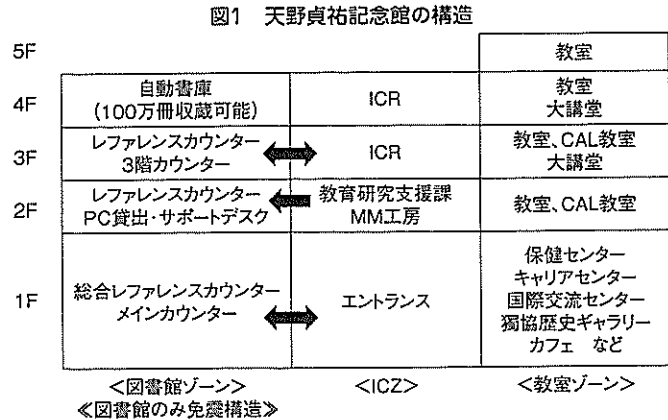 図1 天野貞祐記念館の構造
5F
教室
4F
自動書庫
(100万冊収蔵可能)
ICR
教室
大講堂
3F
レファレンスカウンター
3階カウンター
ICR
教室、CAL教室
大講堂
2F
レファレンスカウンター
PC貸出・サポートデスク
教育研究支援課
MM工房
教室、CAL教室
1F
総合レファレンスカウンター
メインカウンター
エントランス
保健センター
キャリアセンター
国際交流センター
獨協歴史ギャラリー
カフェ など
<図書館ゾーン>
≪図書館のみ免震構造≫
<ICZ>
<教室ゾーン>